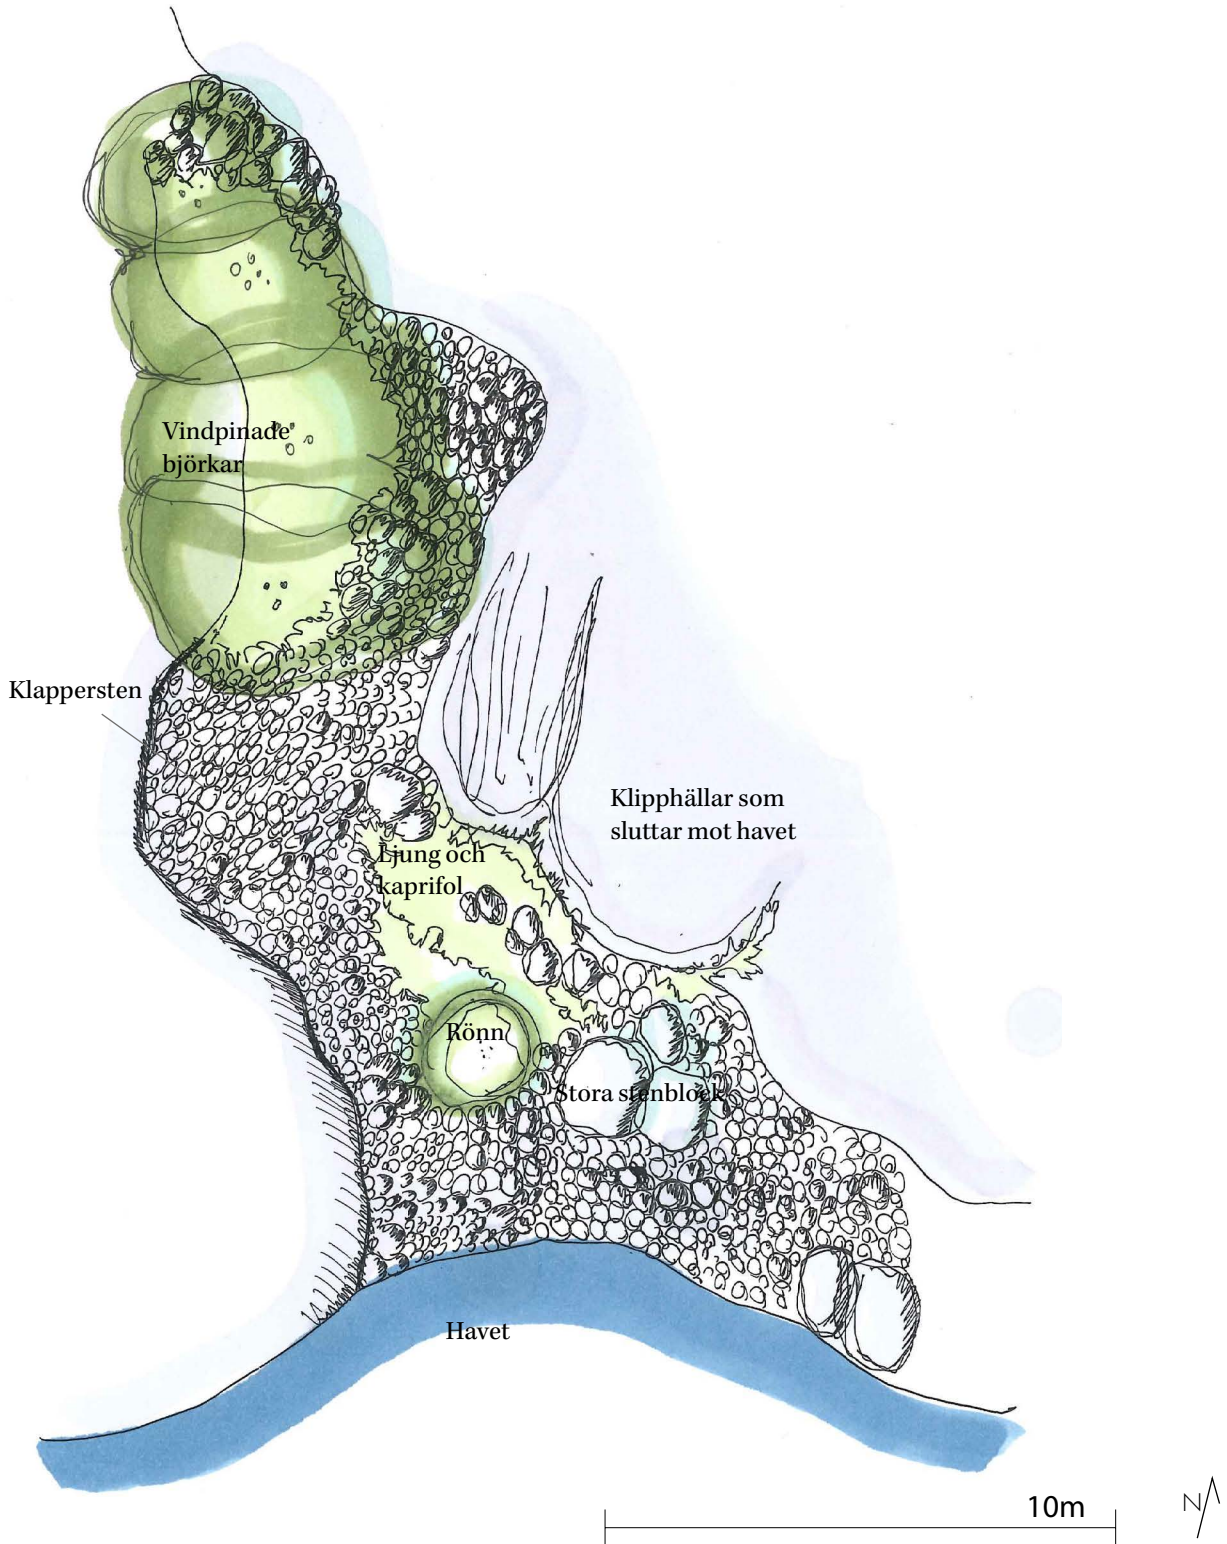 Vindpinade
björkar
Klappersten
Klipphällar som
sluttar mot havet
Ljung och
kaprifol
Rönn
Stora stenblock
Havet
10m
N